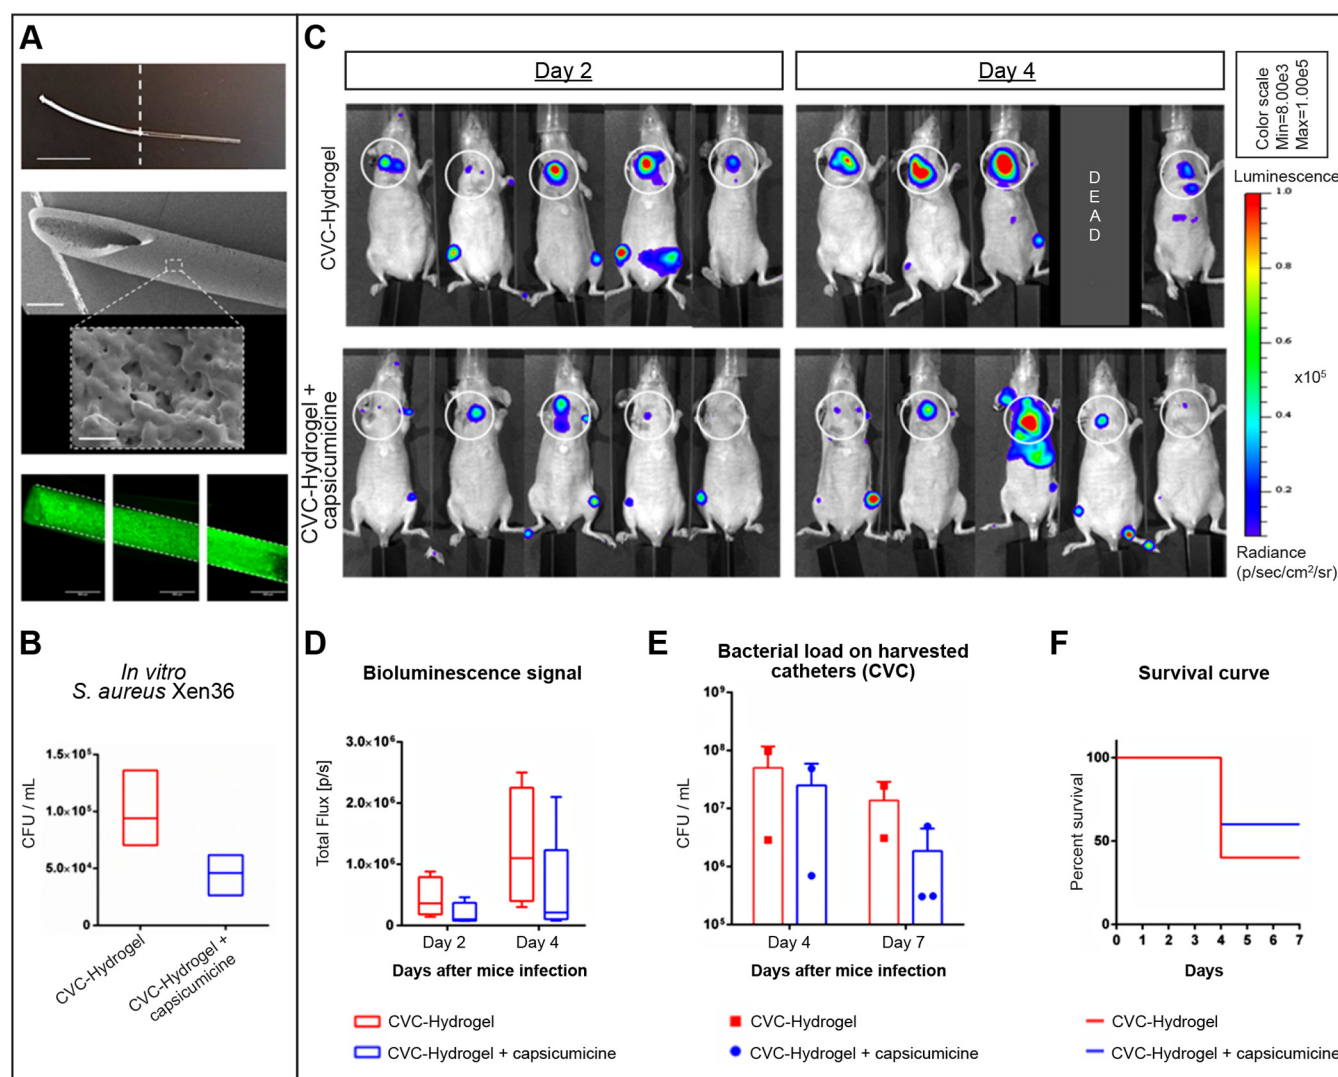 A
B
In vitro
S. aureus Xen36
CFU / mL
1.5×10⁵
1.0×10⁵
5.0×10⁴
0
CVC-Hydrogel
CVC-Hydrogel +
capsicumicine
C
Day 2
Day 4
CVC-Hydrogel
DEAD
CVC-Hydrogel +
capsicumicine
Color scale
Min=8.00e3
Max=1.00e5
Luminescence
1.0
0.8
0.6
0.4
0.2
x10⁵
Radiance
(p/sec/cm²/sr)
D
Bioluminescence signal
Total Flux [p/s]
3.0×10⁶
2.0×10⁶
1.0×10⁶
0
Day 2
Day 4
Days after mice infection
CVC-Hydrogel
CVC-Hydrogel + capsicumicine
E
Bacterial load on harvested
catheters (CVC)
CFU / mL
10⁹
10⁸
10⁷
10⁶
10⁵
Day 4
Day 7
Days after mice infection
CVC-Hydrogel
CVC-Hydrogel + capsicumicine
F
Survival curve
Percent survival
100
50
0
0 1 2 3 4 5 6 7
Days
CVC-Hydrogel
CVC-Hydrogel + capsicumicine